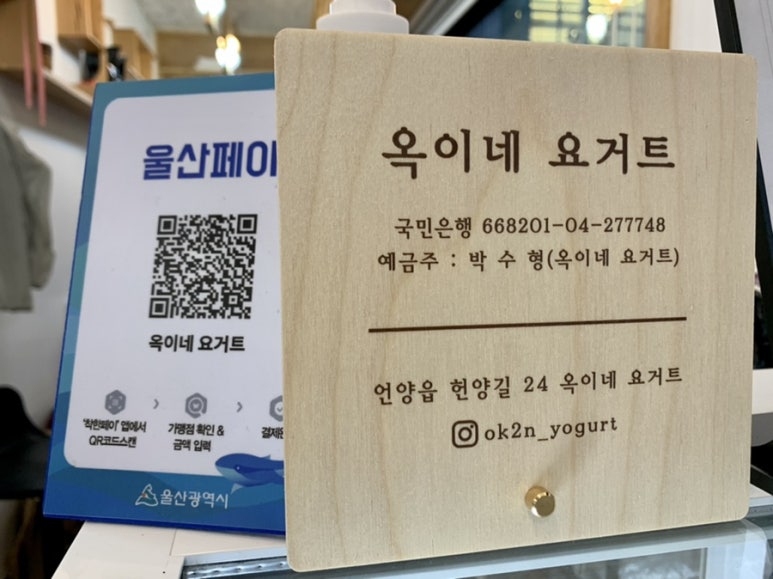 울산페이
옥이네 요거트
'착한페이' 앱에서
QR코드스캔
가맹점 확인 &
금액 입력
울산광역시
옥이네 요거트
국민은행 668201-04-277748
예금주 : 박 수 형(옥이네 요거트)
언양읍 헌양길 24 옥이네 요거트
ok2n_yogurt